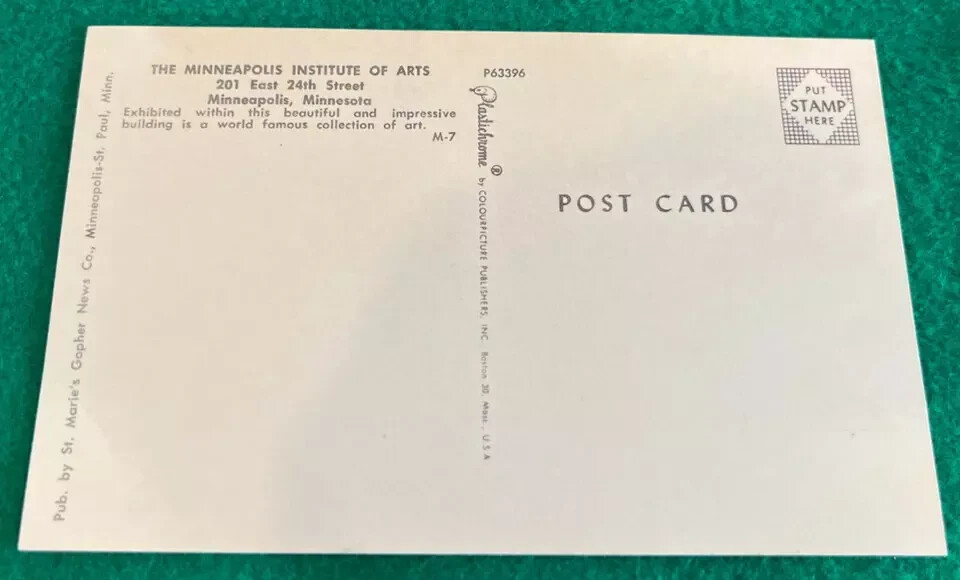 THE MINNEAPOLIS INSTITUTE OF ARTS
201 East 24th Street
Minneapolis, Minnesota
Exhibited within this beautiful and impressive
building is a world famous collection of art.
M-7
Pub. by St. Marie's Gopher News Co., Minneapolis-St. Paul, Minn.
P63396
Plastichrome ® by COLOURPICTURE PUBLISHERS, INC. Boston 30, Mass., U.S.A.
PUT
STAMP
HERE
POST CARD